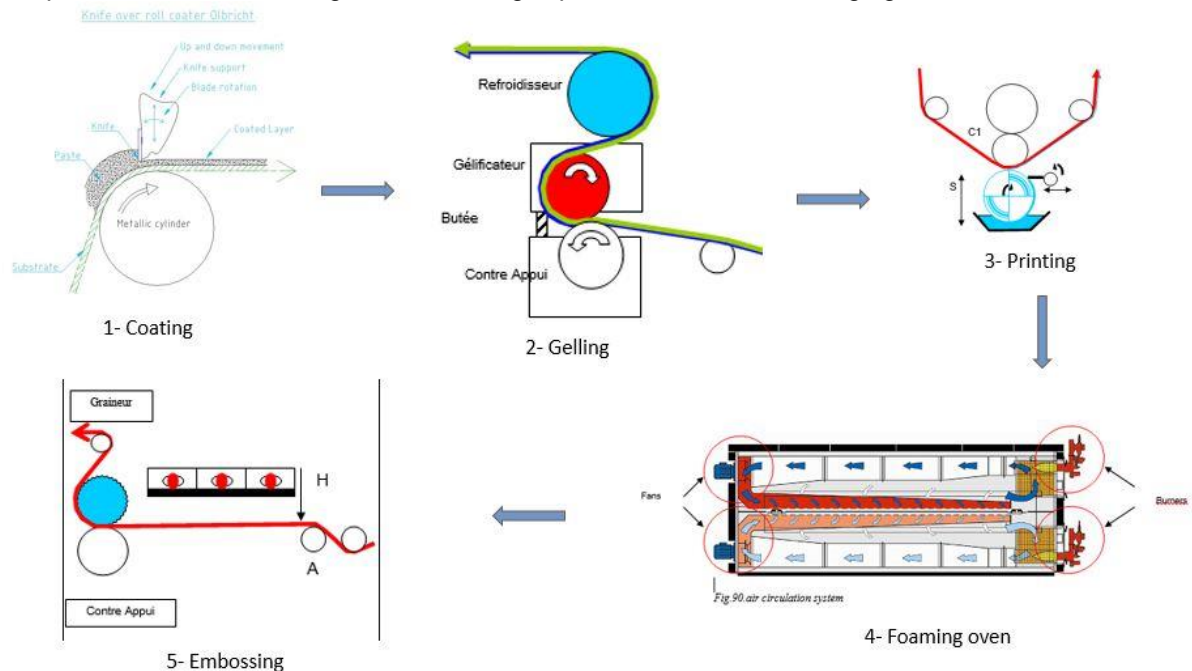 Knife over roll coater Olbricht
Up and down movement
Knife support
Blade rotation
Knife
Coated Layer
Paste
Metallic cylinder
Substrate
1- Coating
Refroidisseur
Gélificateur
Butée
Contre Appui
2- Gelling
C1
S
3- Printing
Graineur
H
A
Contre Appui
5- Embossing
Fans
Burners
Fig.90.air circulation system
4- Foaming oven